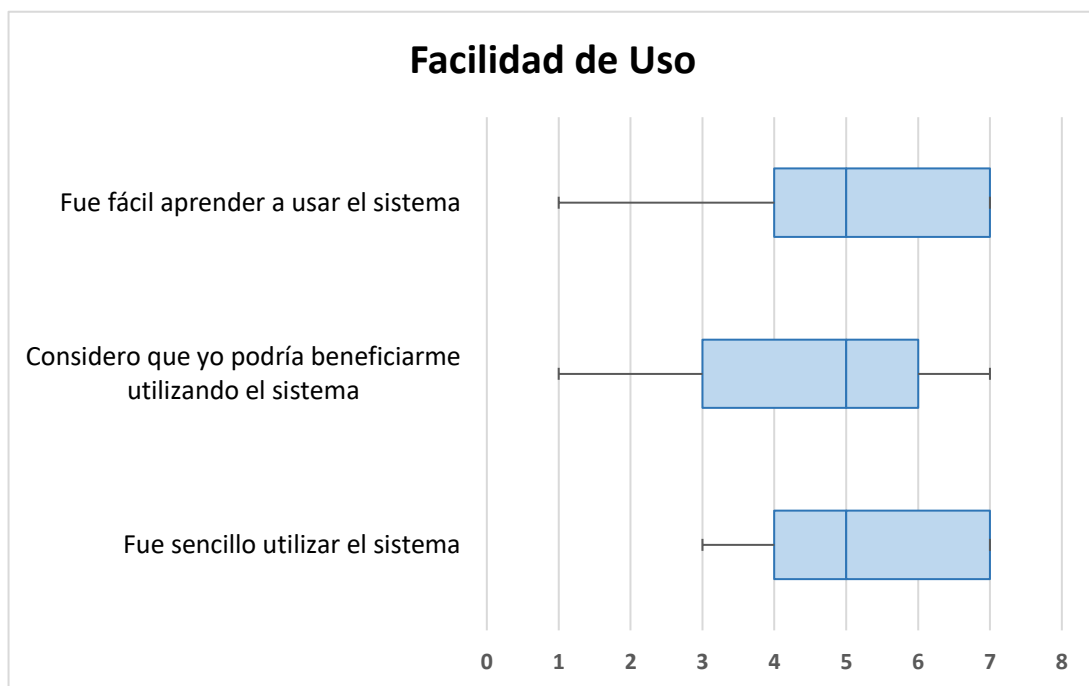 Facilidad de Uso
Fue fácil aprender a usar el sistema
Considero que yo podría beneficiarme
utilizando el sistema
Fue sencillo utilizar el sistema
0 1 2 3 4 5 6 7 8